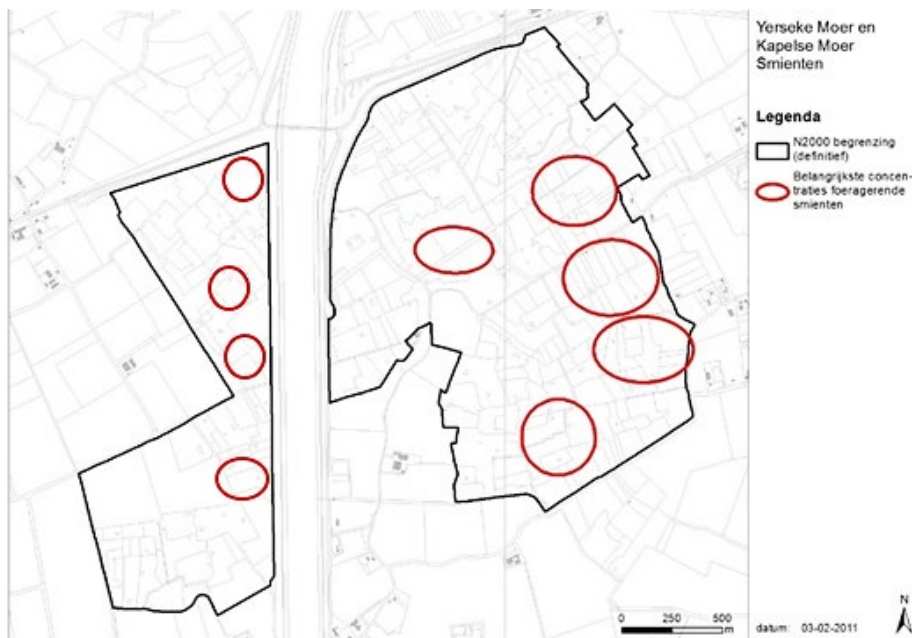 Yerseke Moer en
Kapelse Moer
Smienten
Legenda
N2000 begrenzing
(definitief)
Belangrijkste concen-
traties foeragerende
smienten
0 250 500
m
datum: 03-02-2011
N